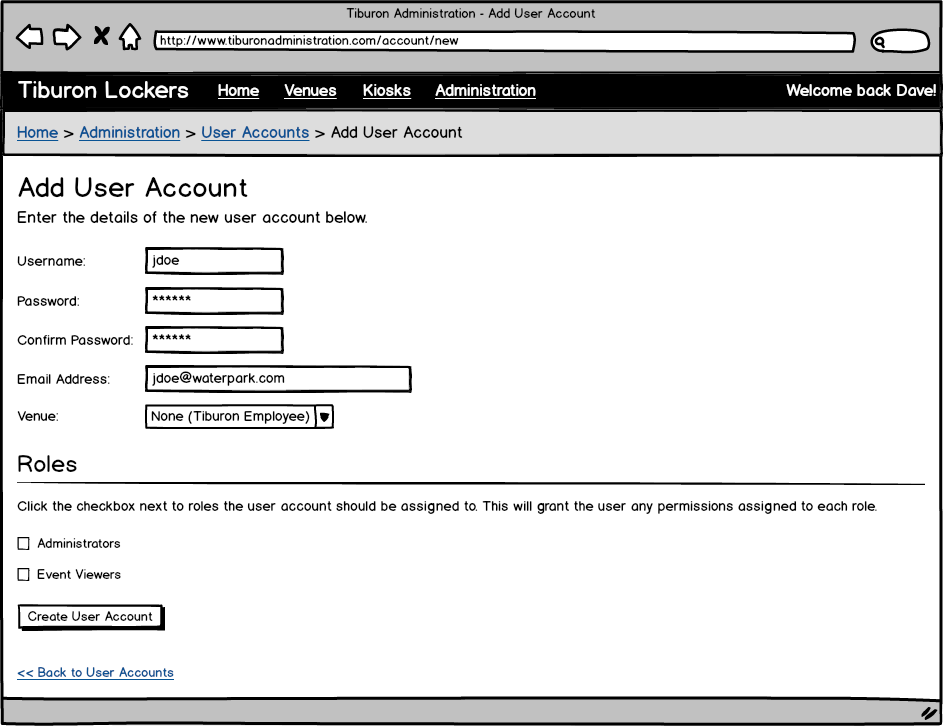 Tiburon Administration - Add User Account
http://www.tiburonadministration.com/account/new
Tiburon Lockers Home Venues Kiosks Administration Welcome back Dave!
Home > Administration > User Accounts > Add User Account
Add User Account
Enter the details of the new user account below.
Username: jdoe
Password: ******
Confirm Password: ******
Email Address: jdoe@waterpark.com
Venue: None (Tiburon Employee)
Roles
Click the checkbox next to roles the user account should be assigned to. This will grant the user any permissions assigned to each role.
Administrators
Event Viewers
Create User Account
<< Back to User Accounts